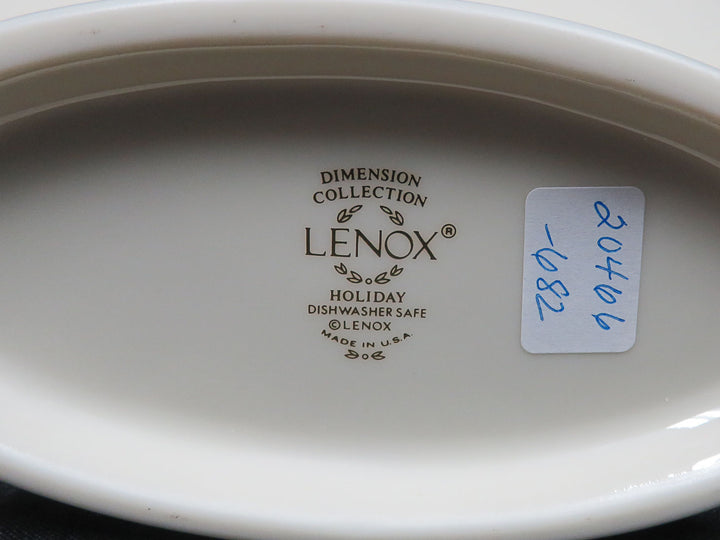 DIMENSION
COLLECTION
LENOX®
HOLIDAY
DISHWASHER SAFE
©LENOX
MADE IN U.S.A.
20466
-682